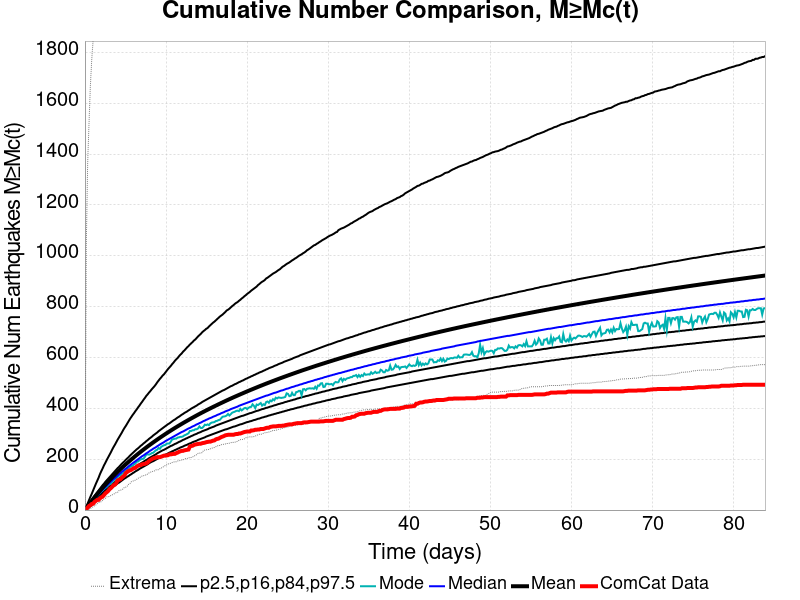 Cumulative Number Comparison, M≥Mc(t)
Cumulative Num Earthquakes M≥Mc(t)
1800
1600
1400
1200
1000
800
600
400
200
0
0 10 20 30 40 50 60 70 80
Time (days)
Extrema p2.5,p16,p84,p97.5 Mode Median Mean ComCat Data